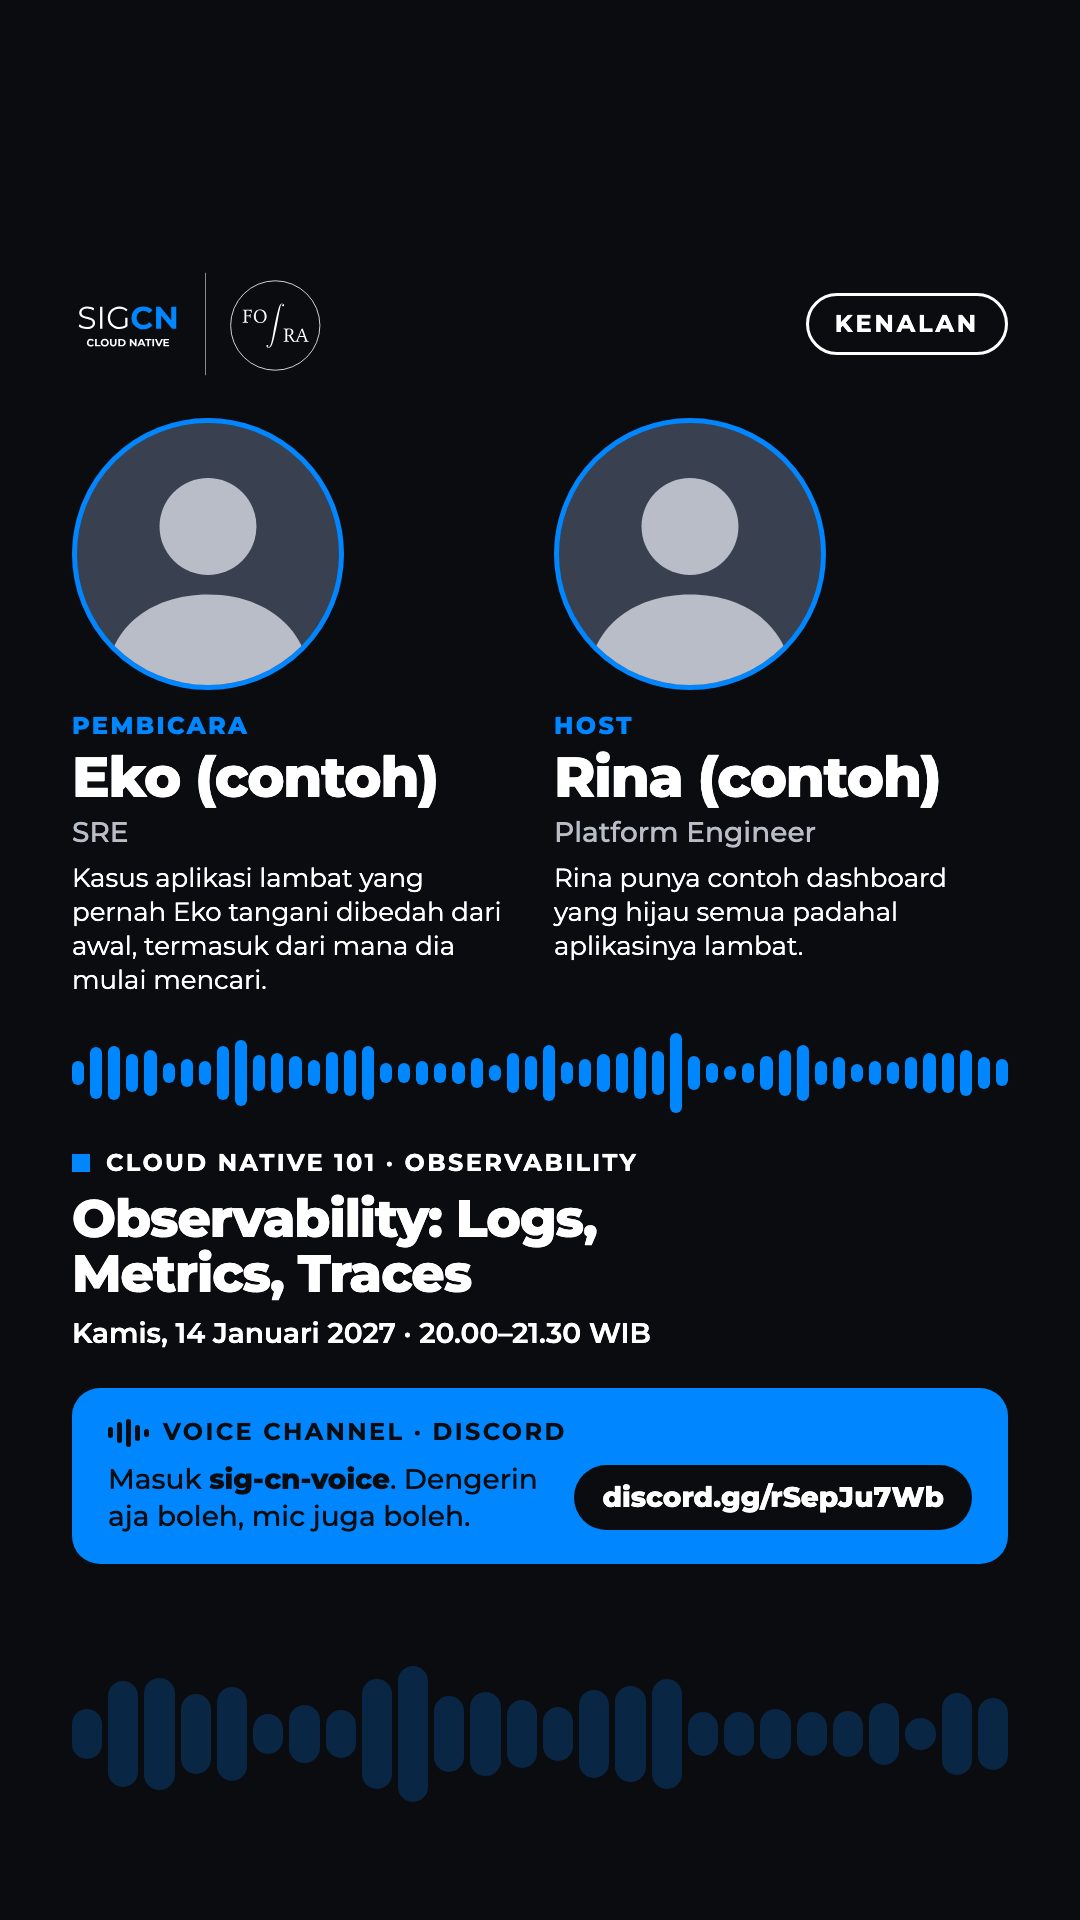 SIGCN
CLOUD NATIVE
FO
RA
KENALAN
PEMBICARA
Eko (contoh)
SRE
Kasus aplikasi lambat yang
pernah Eko tangani dibedah dari
awal, termasuk dari mana dia
mulai mencari.
HOST
Rina (contoh)
Platform Engineer
Rina punya contoh dashboard
yang hijau semua padahal
aplikasinya lambat.
CLOUD NATIVE 101 · OBSERVABILITY
Observability: Logs,
Metrics, Traces
Kamis, 14 Januari 2027 · 20.00–21.30 WIB
VOICE CHANNEL · DISCORD
Masuk sig-cn-voice. Dengerin
aja boleh, mic juga boleh.
discord.gg/rSepJu7Wb